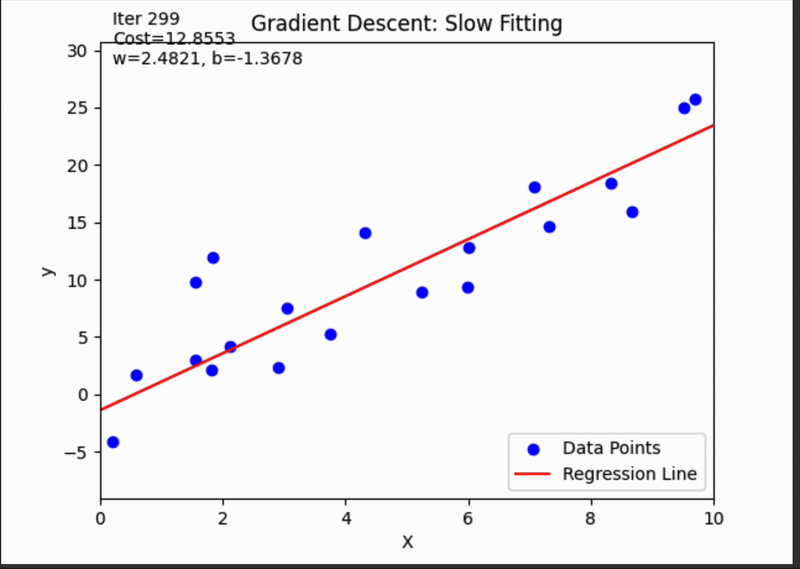 Iter 299
Cost=12.8553
w=2.4821, b=-1.3678
Gradient Descent: Slow Fitting
30
25
20
15
10
5
0
−5
y
0 2 4 6 8 10
X
Data Points
Regression Line